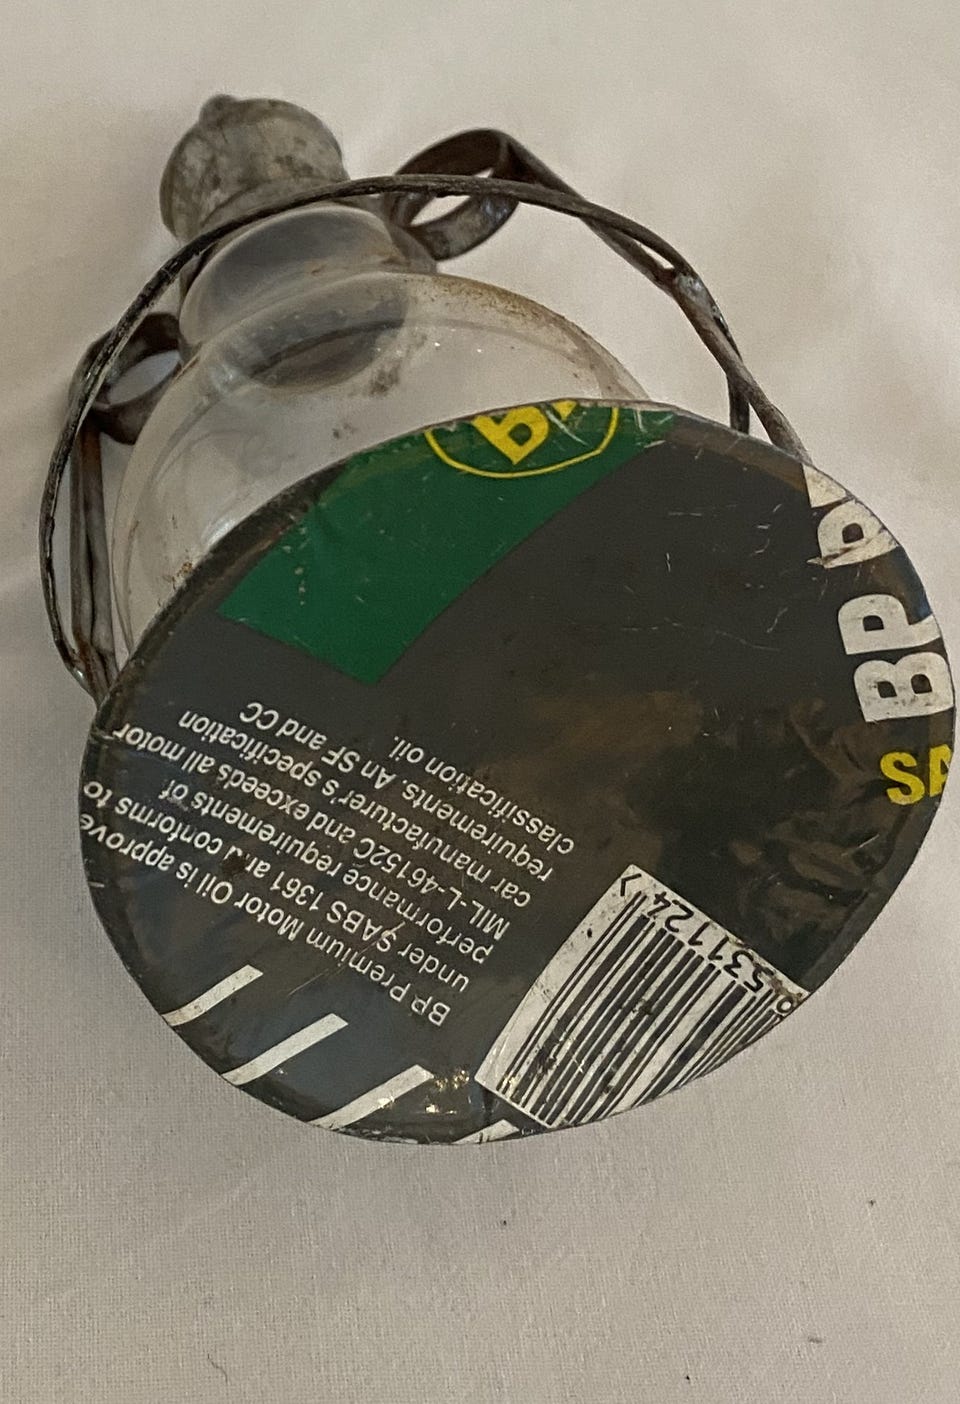 BP
BP P
SA
BP Premium Motor Oil is approve
under SABS 1361 and conforms to
performance requirements of
MIL-L-46152C and exceeds all motor
car manufacturer's specification
requirements. An SF and CC
classification oil.
531124 >